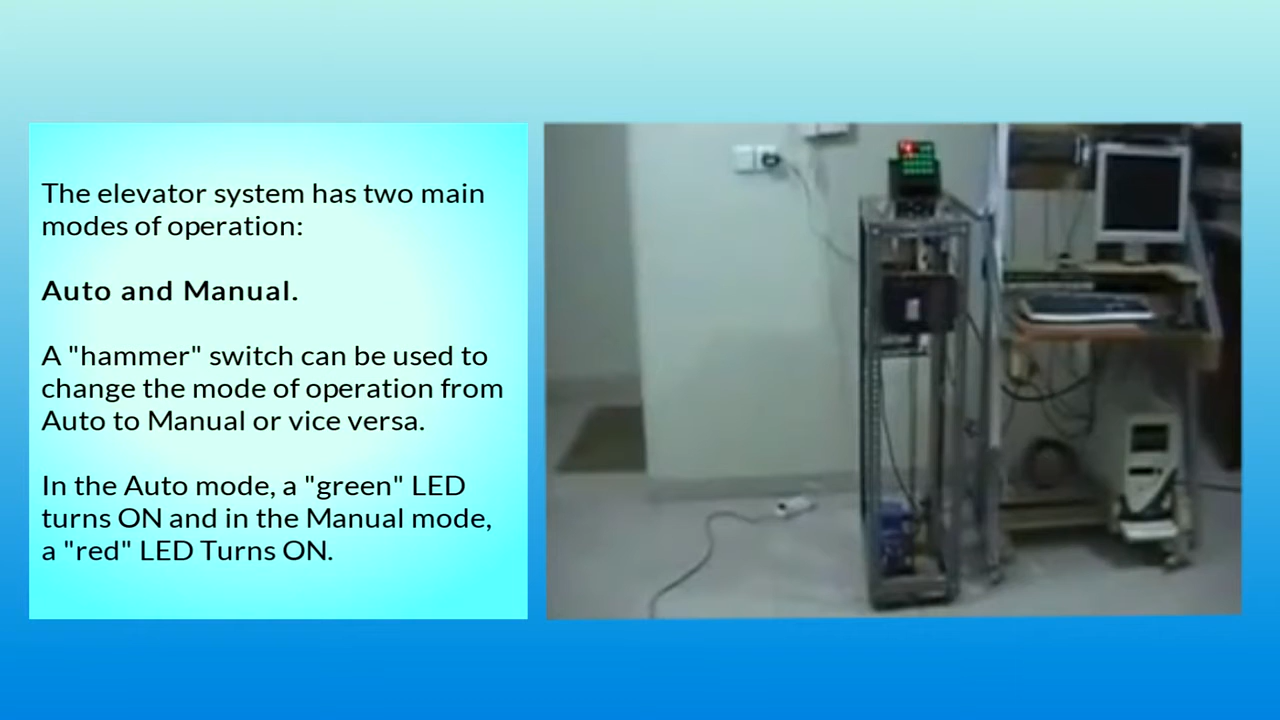 The elevator system has two main
modes of operation:
Auto and Manual.
A "hammer" switch can be used to
change the mode of operation from
Auto to Manual or vice versa.
In the Auto mode, a "green" LED
turns ON and in the Manual mode,
a "red" LED Turns ON.